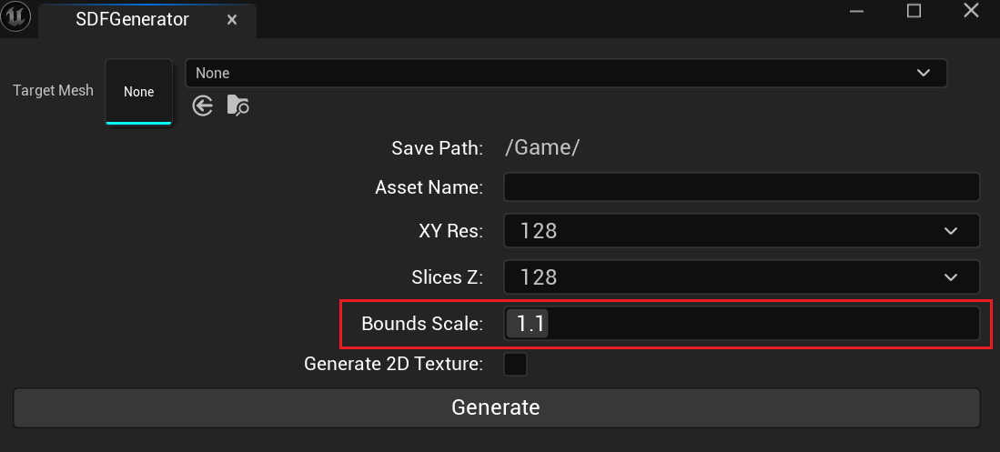 SDFGenerator
Target Mesh
None
None
Save Path: /Game/
Asset Name:
XY Res: 128
Slices Z: 128
Bounds Scale: 1.1
Generate 2D Texture:
Generate